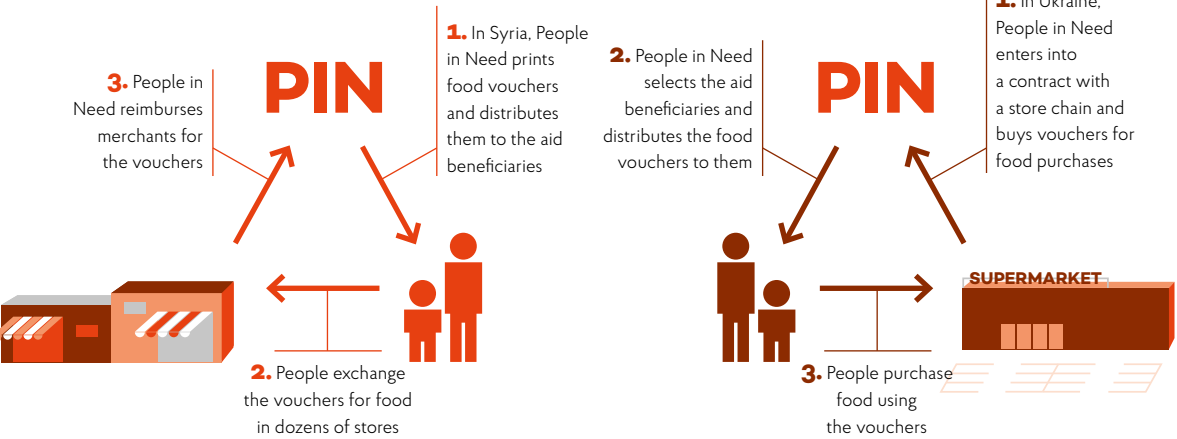 PIN
1. In Syria, People
in Need prints
food vouchers
and distributes
them to the aid
beneficiaries
2. People exchange
the vouchers for food
in dozens of stores
3. People in
Need reimburses
merchants for
the vouchers
PIN
1. In Ukraine,
People in Need
enters into
a contract with
a store chain and
buys vouchers for
food purchases
2. People in Need
selects the aid
beneficiaries and
distributes the food
vouchers to them
SUPERMARKET
3. People purchase
food using
the vouchers